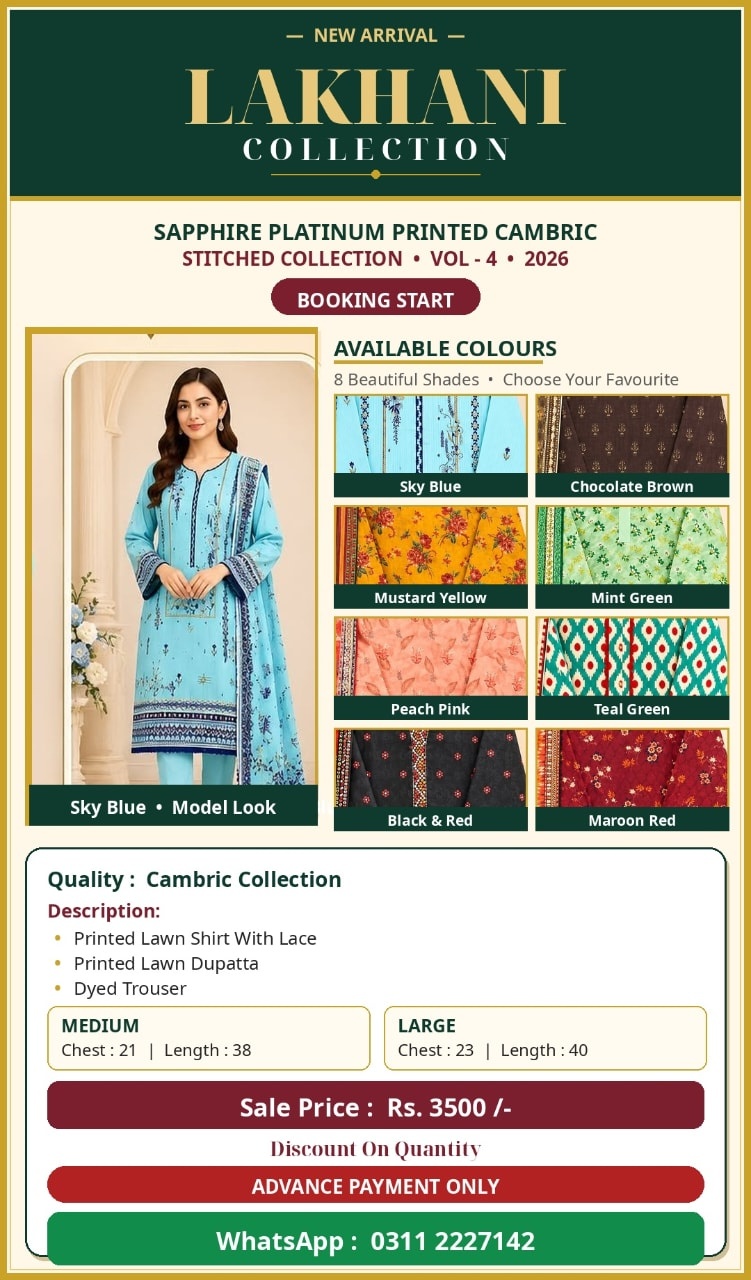 — NEW ARRIVAL —
LAKHANI
COLLECTION
SAPPHIRE PLATINUM PRINTED CAMBRIC
STITCHED COLLECTION • VOL - 4 • 2026
BOOKING START
AVAILABLE COLOURS
8 Beautiful Shades • Choose Your Favourite
Sky Blue
Chocolate Brown
Mustard Yellow
Mint Green
Peach Pink
Teal Green
Black & Red
Maroon Red
Sky Blue • Model Look
Quality : Cambric Collection
Description:
• Printed Lawn Shirt With Lace
• Printed Lawn Dupatta
• Dyed Trouser
MEDIUM
Chest : 21 | Length : 38
LARGE
Chest : 23 | Length : 40
Sale Price : Rs. 3500 /-
Discount On Quantity
ADVANCE PAYMENT ONLY
WhatsApp : 0311 2227142